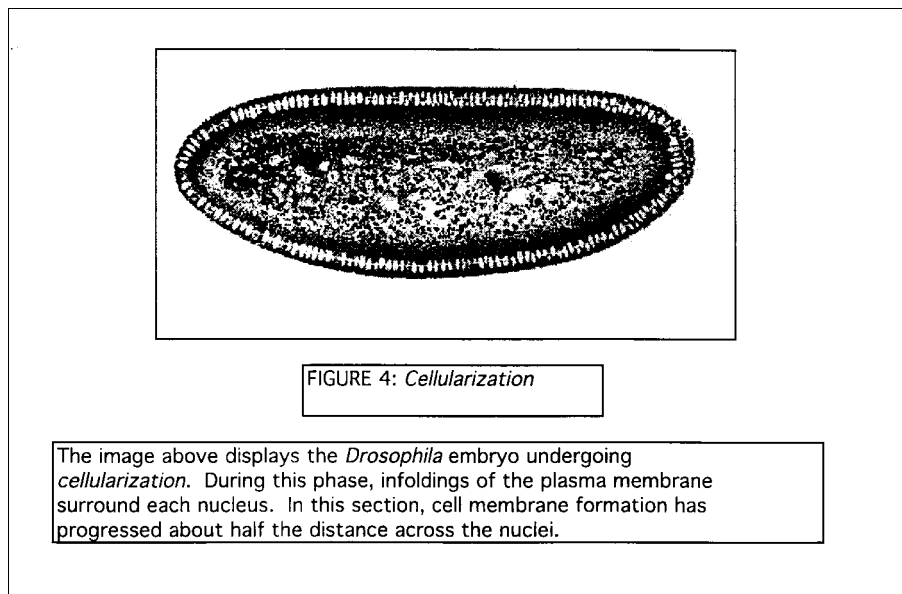 FIGURE 4: Cellularization
The image above displays the Drosophila embryo undergoing
cellularization. During this phase, infoldings of the plasma membrane
surround each nucleus. In this section, cell membrane formation has
progressed about half the distance across the nuclei.